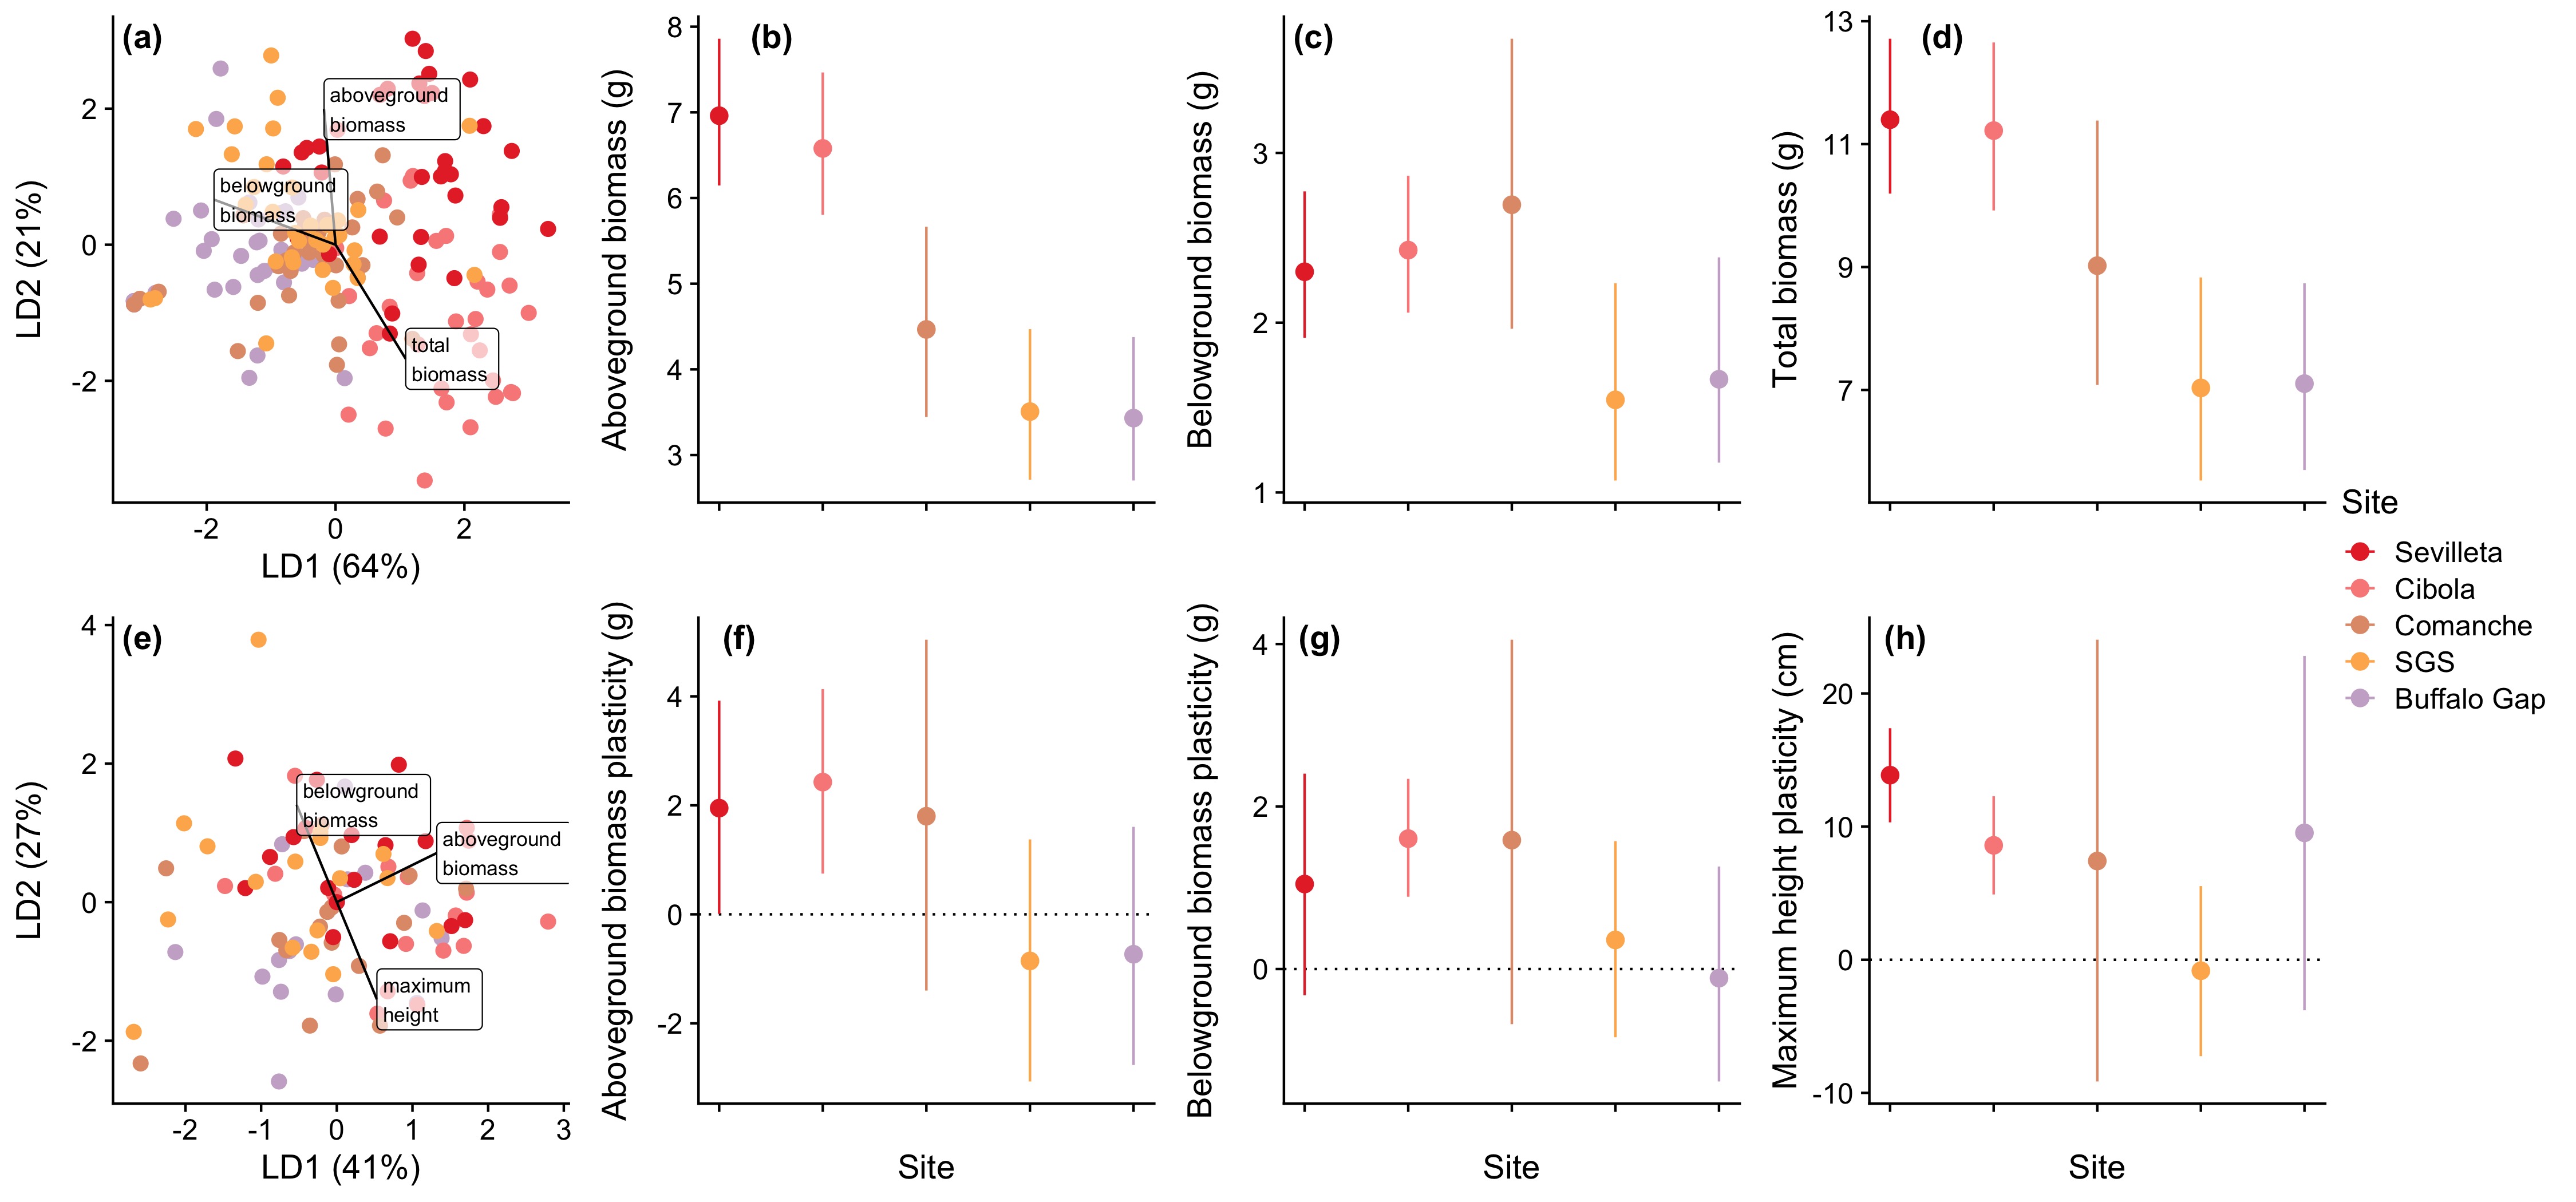 (a)
LD2 (21%)
2
0
-2
aboveground
biomass
belowground
biomass
total
biomass
-2 0 2
LD1 (64%)
(b)
Aboveground biomass (g)
8
7
6
5
4
3
(c)
Belowground biomass (g)
3
2
1
(d)
Total biomass (g)
13
11
9
7
Site
Sevilleta
Cibola
Comanche
SGS
Buffalo Gap
(e)
LD2 (27%)
4
2
0
-2
belowground
biomass
aboveground
biomass
maximum
height
-2 -1 0 1 2 3
LD1 (41%)
(f)
Aboveground biomass plasticity (g)
4
2
0
-2
Site
(g)
Belowground biomass plasticity (g)
4
2
0
Site
(h)
Maximum height plasticity (cm)
20
10
0
-10
Site